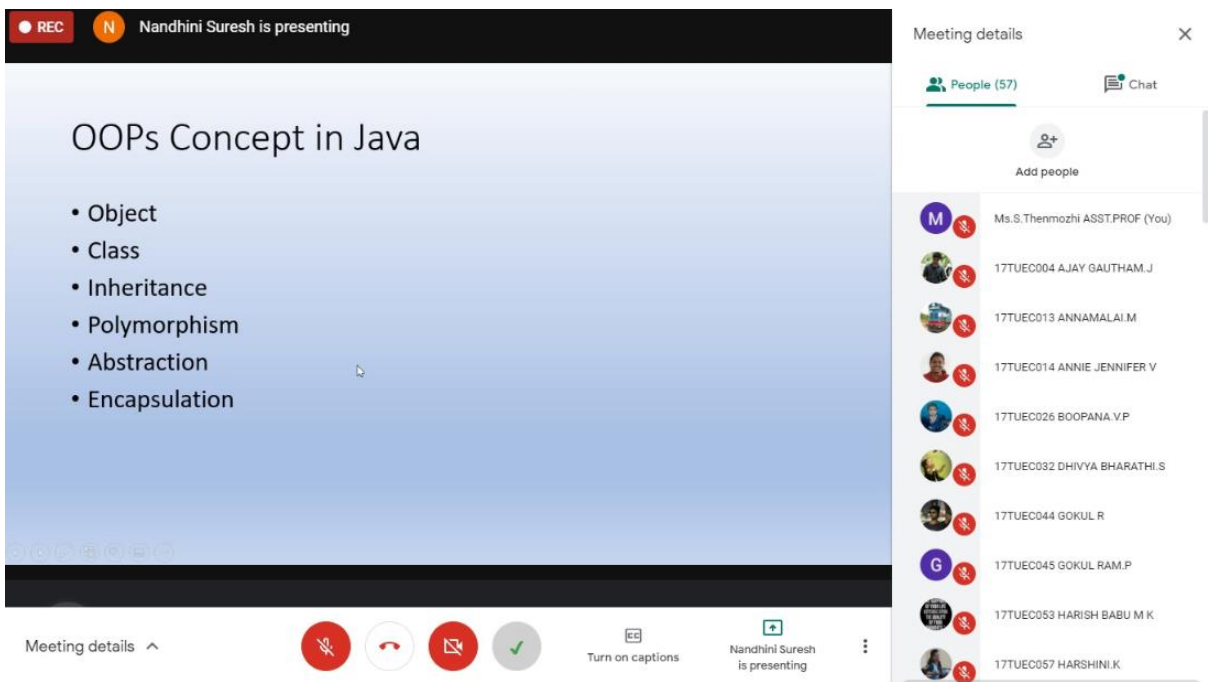 REC
N
Nandhini Suresh is presenting
OOPs Concept in Java
• Object
• Class
• Inheritance
• Polymorphism
• Abstraction
• Encapsulation
Meeting details
CC
Turn on captions
Nandhini Suresh
is presenting
Meeting details
People (57)
Chat
Add people
M
Ms.S.Thenmozhi ASST.PROF (You)
17TUEC004 AJAY GAUTHAM.J
17TUEC013 ANNAMALAI.M
17TUEC014 ANNIE JENNIFER V
17TUEC026 BOOPANA.V.P
17TUEC032 DHIVYA BHARATHI.S
17TUEC044 GOKUL R
G
17TUEC045 GOKUL RAM.P
17TUEC053 HARISH BABU M K
17TUEC057 HARSHINI.K